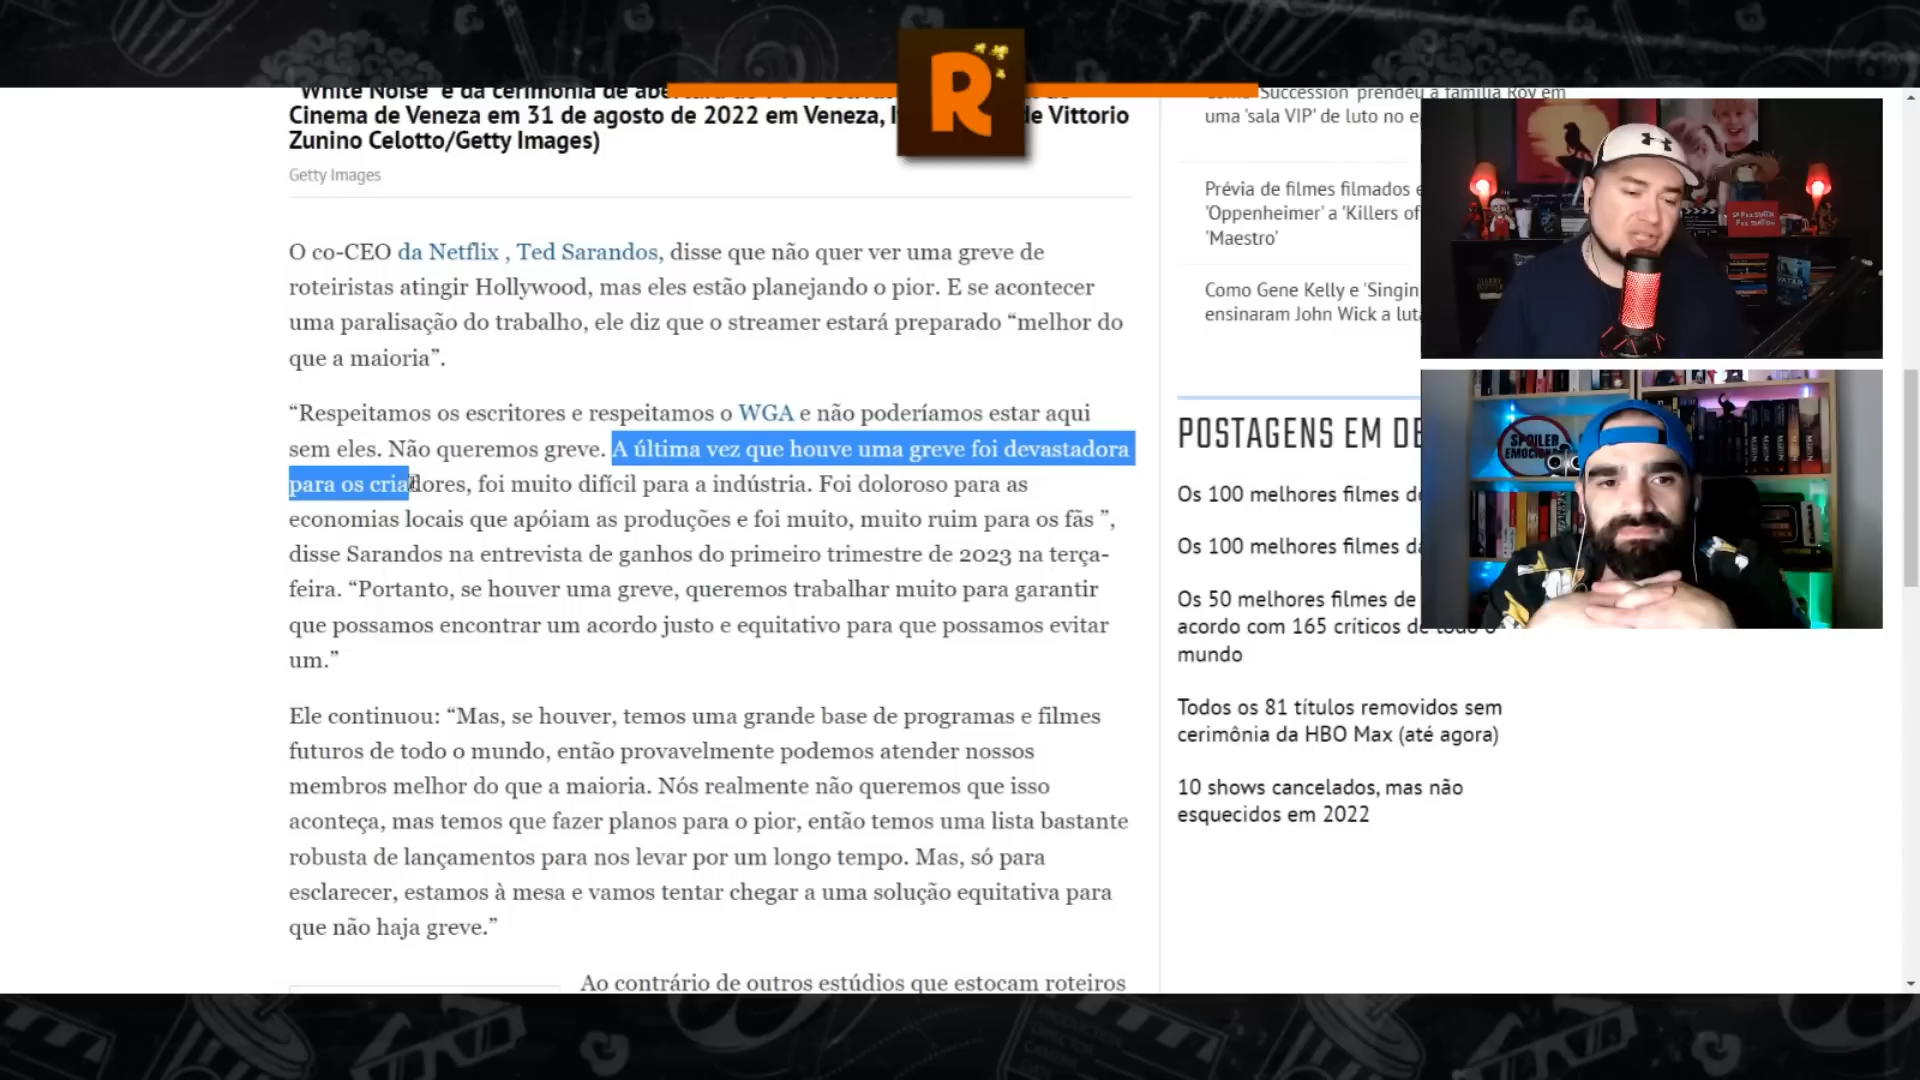 "White Noise" e da cerimônia de
Cinema de Veneza em 31 de agosto de 2022 em Veneza, de Vittorio
Zunino Celotto/Getty Images)
Getty Images
O co-CEO da Netflix , Ted Sarandos, disse que não quer ver uma greve de
roteiristas atingir Hollywood, mas eles estão planejando o pior. E se acontecer
uma paralisação do trabalho, ele diz que o streamer estará preparado “melhor do
que a maioria”.
“Respeitamos os escritores e respeitamos o WGA e não poderíamos estar aqui
sem eles. Não queremos greve. A última vez que houve uma greve foi devastadora
para os criadores, foi muito difícil para a indústria. Foi doloroso para as
economias locais que apóiam as produções e foi muito, muito ruim para os fãs ”,
disse Sarandos na entrevista de ganhos do primeiro trimestre de 2023 na terça-
feira. “Portanto, se houver uma greve, queremos trabalhar muito para garantir
que possamos encontrar um acordo justo e equitativo para que possamos evitar
um.”
Ele continuou: “Mas, se houver, temos uma grande base de programas e filmes
futuros de todo o mundo, então provavelmente podemos atender nossos
membros melhor do que a maioria. Nós realmente não queremos que isso
aconteça, mas temos que fazer planos para o pior, então temos uma lista bastante
robusta de lançamentos para nos levar por um longo tempo. Mas, só para
esclarecer, estamos à mesa e vamos tentar chegar a uma solução equitativa para
que não haja greve.”
Ao contrário de outros estúdios que estocam roteiros
R
Como 'Succession' prendeu a família Roy em
uma 'sala VIP' de luto no
Prévia de filmes filmados
'Oppenheimer' a 'Killers of
'Maestro'
Como Gene Kelly e 'Singin
ensinaram John Wick a
POSTAGENS EM
Os 100 melhores filmes
Os 100 melhores filmes
Os 50 melhores filmes de
acordo com 165 críticos de todo o
mundo
Todos os 81 títulos removidos sem
cerimônia da HBO Max (até agora)
10 shows cancelados, mas não
esquecidos em 2022
SPOILER